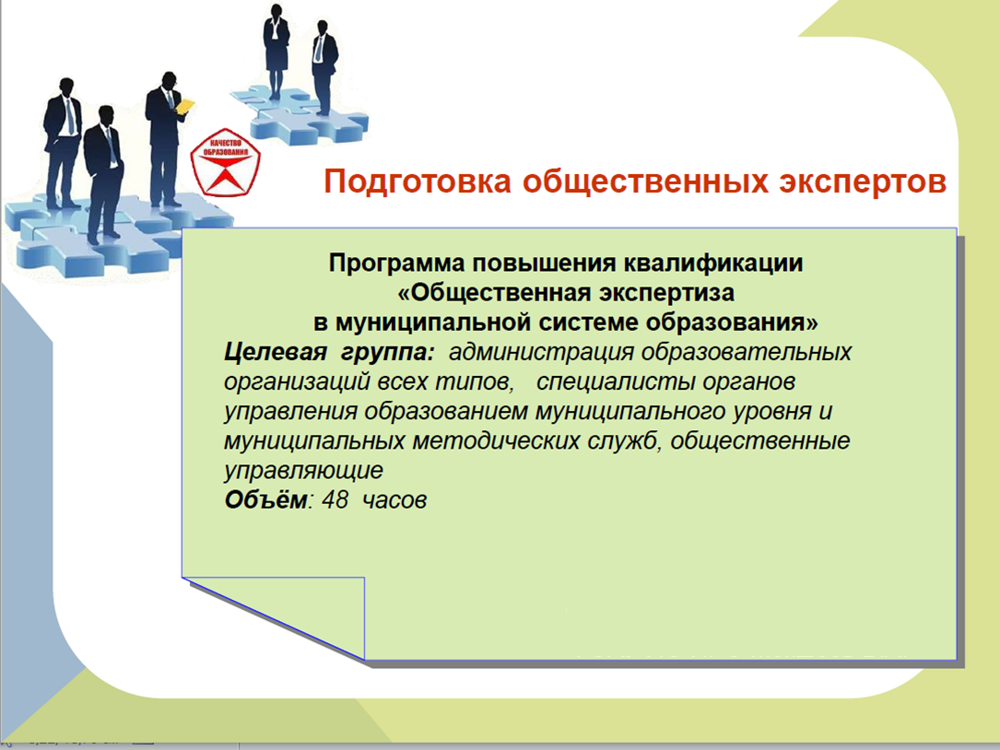 КАЧЕСТВО
ОБРАЗОВАНИЯ
Подготовка общественных экспертов
Программа повышения квалификации
«Общественная экспертиза
в муниципальной системе образования»
Целевая группа: администрация образовательных
организаций всех типов, специалисты органов
управления образованием муниципального уровня и
муниципальных методических служб, общественные
управляющие
Объём: 48 часов